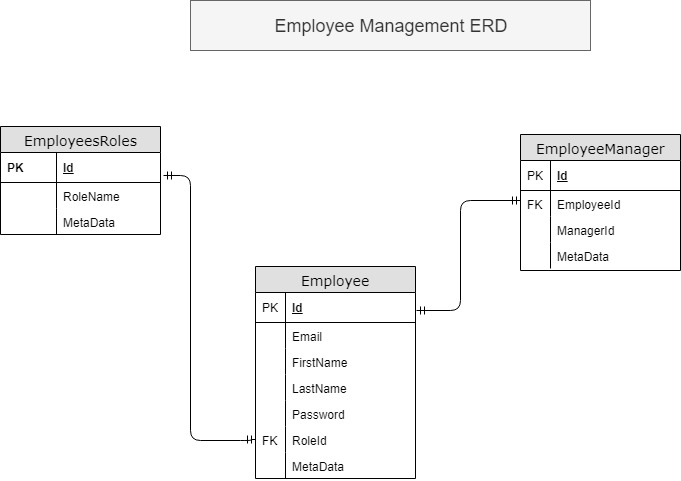 Employee Management ERD
EmployeesRoles
PK Id
RoleName
MetaData
EmployeeManager
PK Id
FK EmployeeId
ManagerId
MetaData
Employee
PK Id
Email
FirstName
LastName
Password
FK RoleId
MetaData